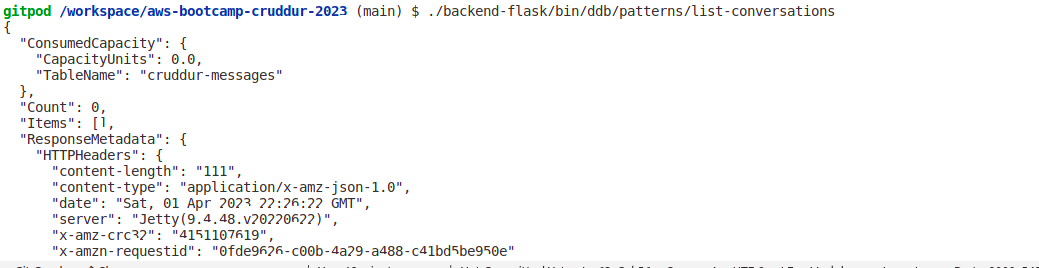 gitpod /workspace/aws-bootcamp-cruddur-2023 (main) $ ./backend-flask/bin/ddb/patterns/list-conversations
{
  "ConsumedCapacity": {
    "CapacityUnits": 0.0,
    "TableName": "cruddur-messages"
  },
  "Count": 0,
  "Items": [],
  "ResponseMetadata": {
    "HTTPHeaders": {
      "content-length": "111",
      "content-type": "application/x-amz-json-1.0",
      "date": "Sat, 01 Apr 2023 22:26:22 GMT",
      "server": "Jetty(9.4.48.v20220622)",
      "x-amz-crc32": "4151107619",
      "x-amzn-requestid": "0fde9626-c00b-4a29-a488-c41bd5be950e"